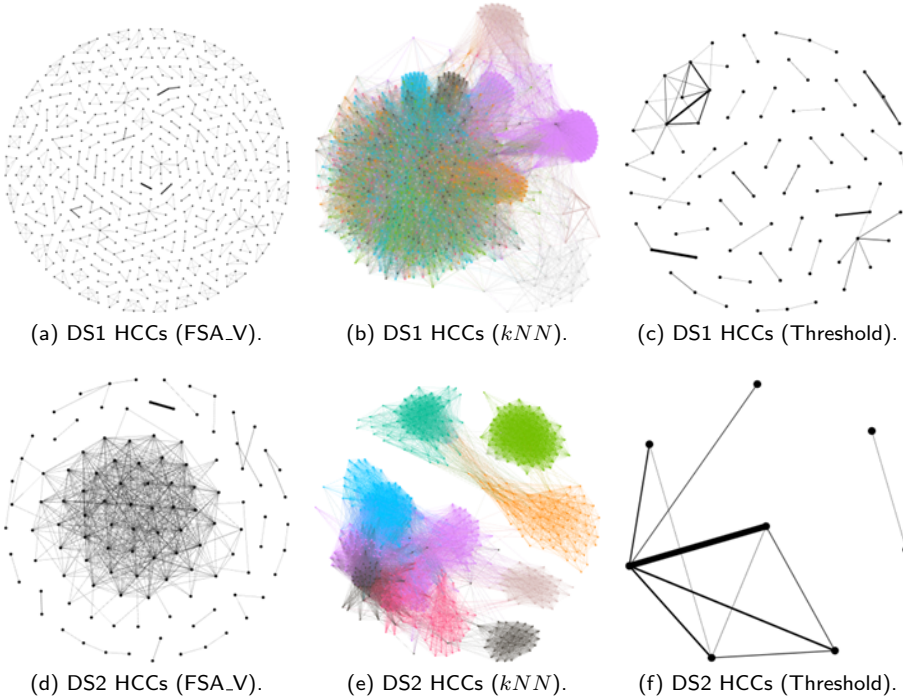 (a) DS1 HCCs (FSA_V).
(b) DS1 HCCs (kNN).
(c) DS1 HCCs (Threshold).
(d) DS2 HCCs (FSA_V).
(e) DS2 HCCs (kNN).
(f) DS2 HCCs (Threshold).